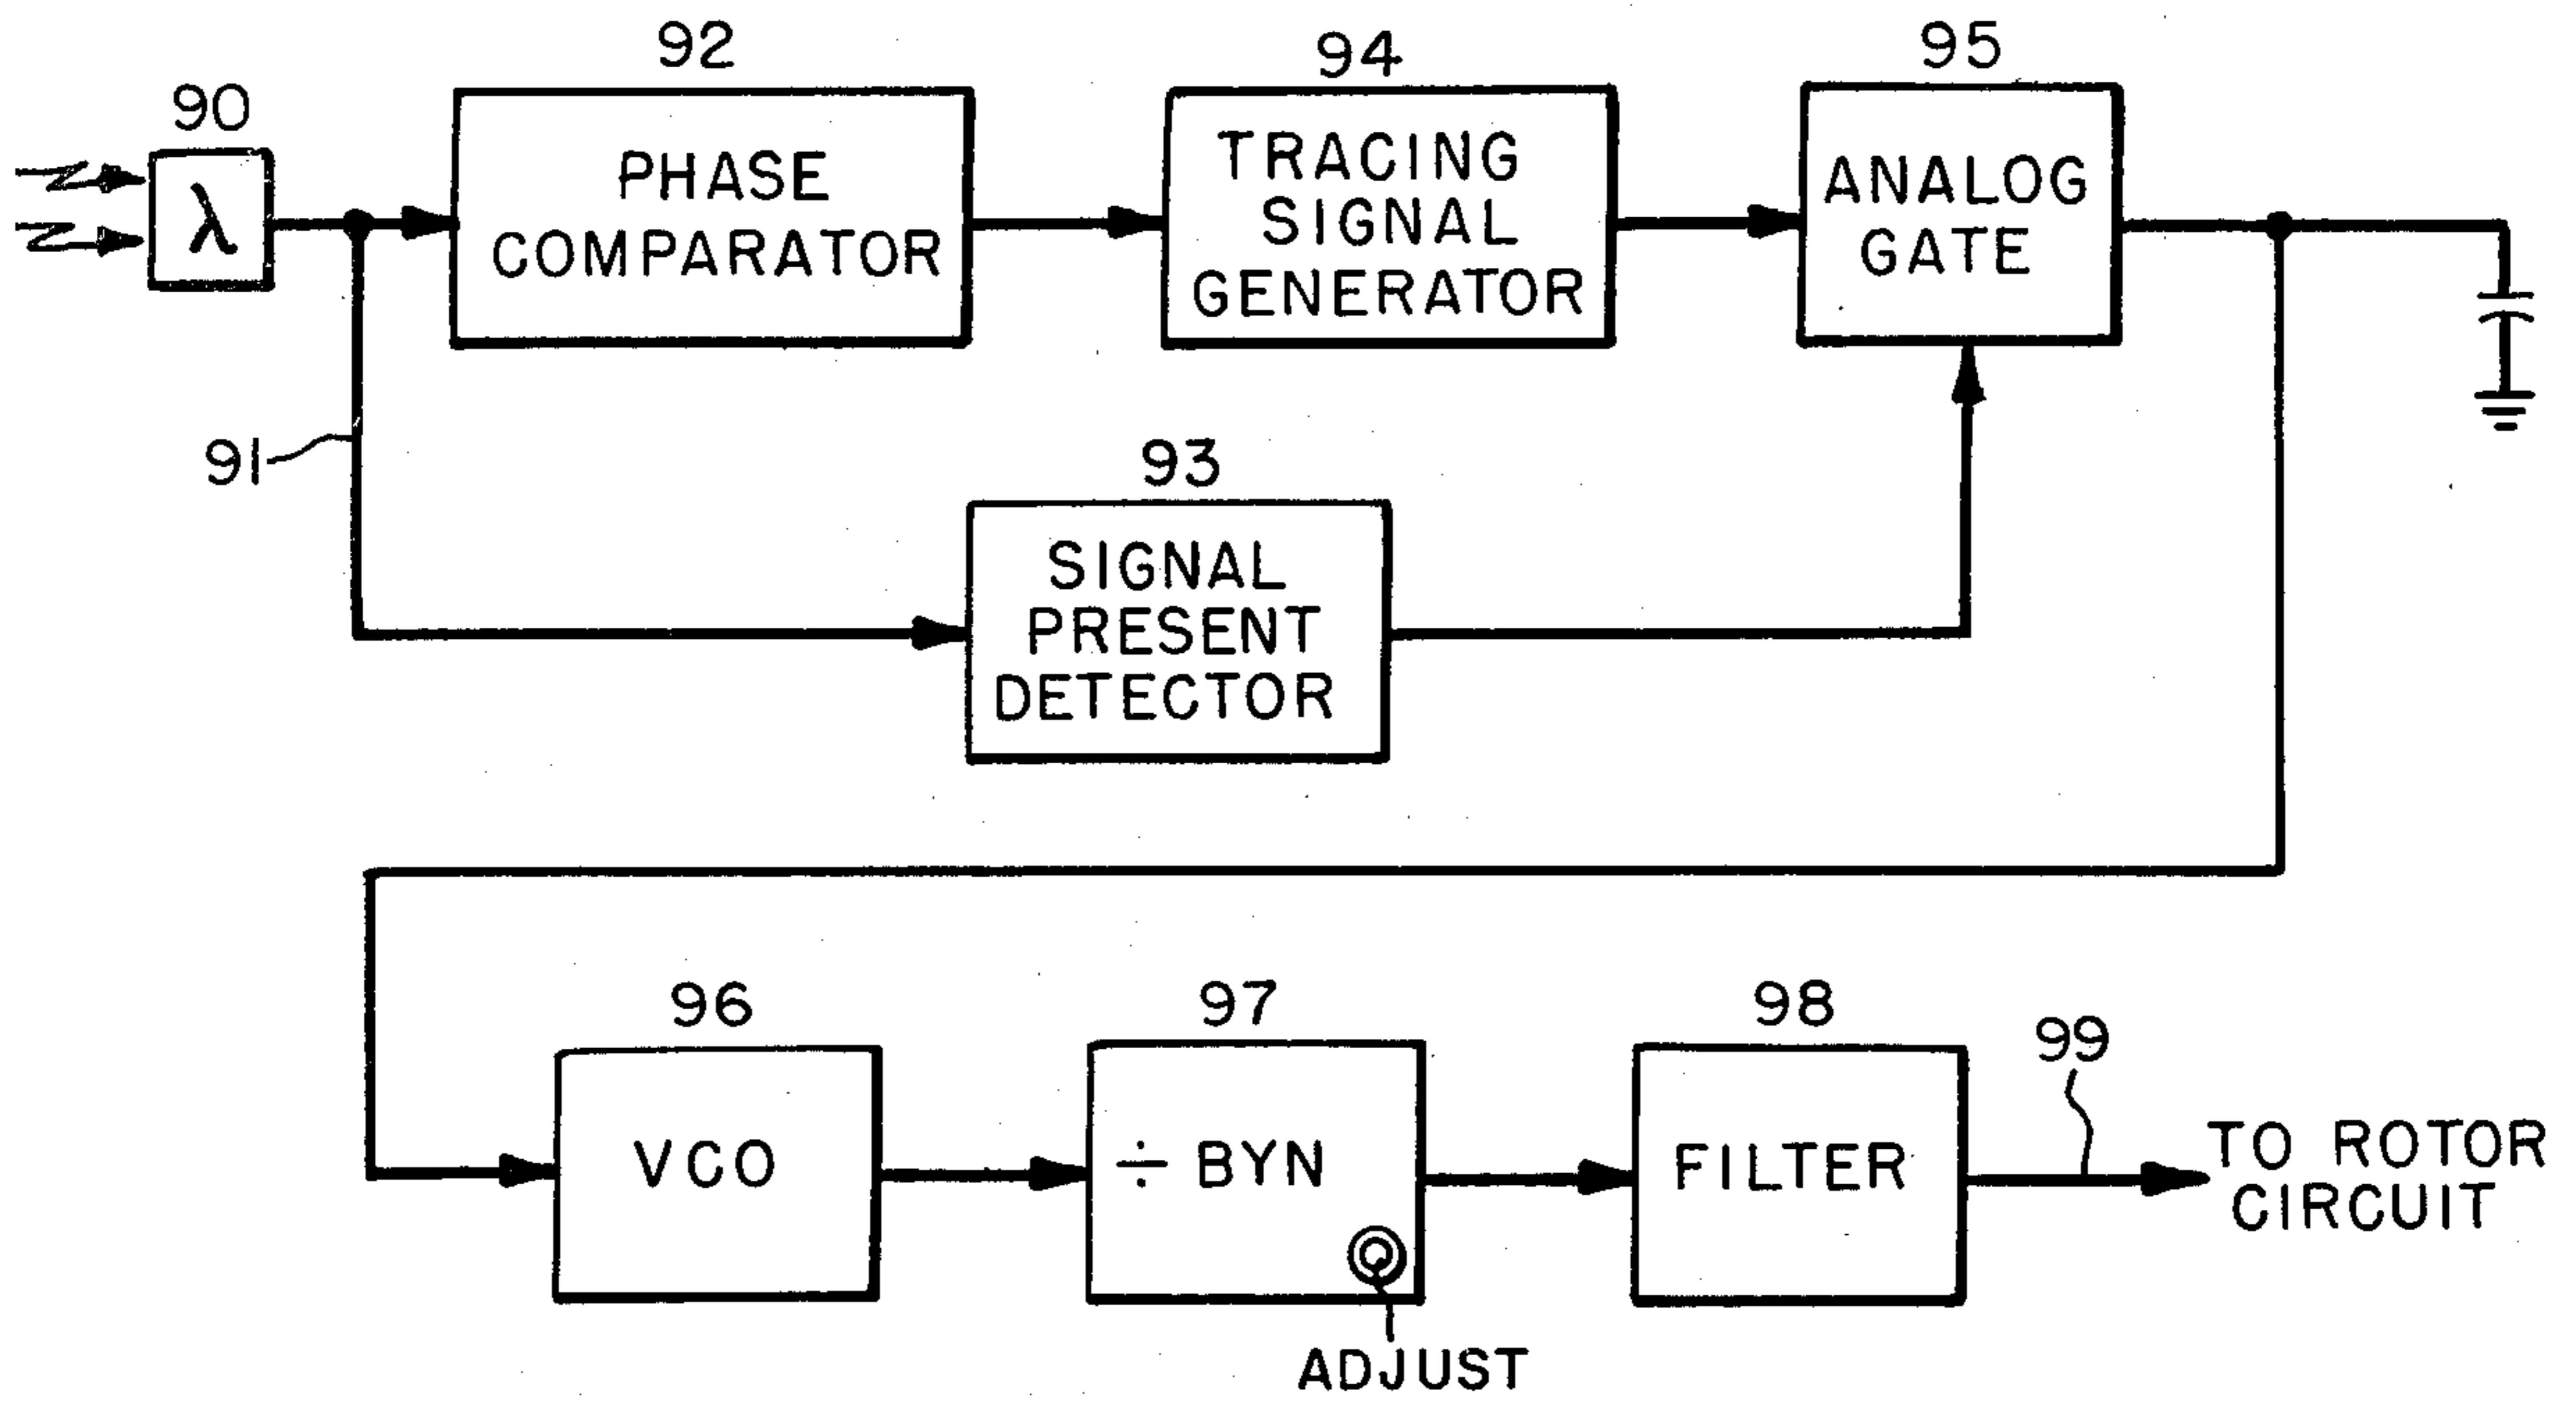 90
λ
91
92
PHASE
COMPARATOR
94
TRACING
SIGNAL
GENERATOR
95
ANALOG
GATE
93
SIGNAL
PRESENT
DETECTOR
96
VCO
97
÷ BYN
ADJUST
98
FILTER
99
TO ROTOR
CIRCUIT